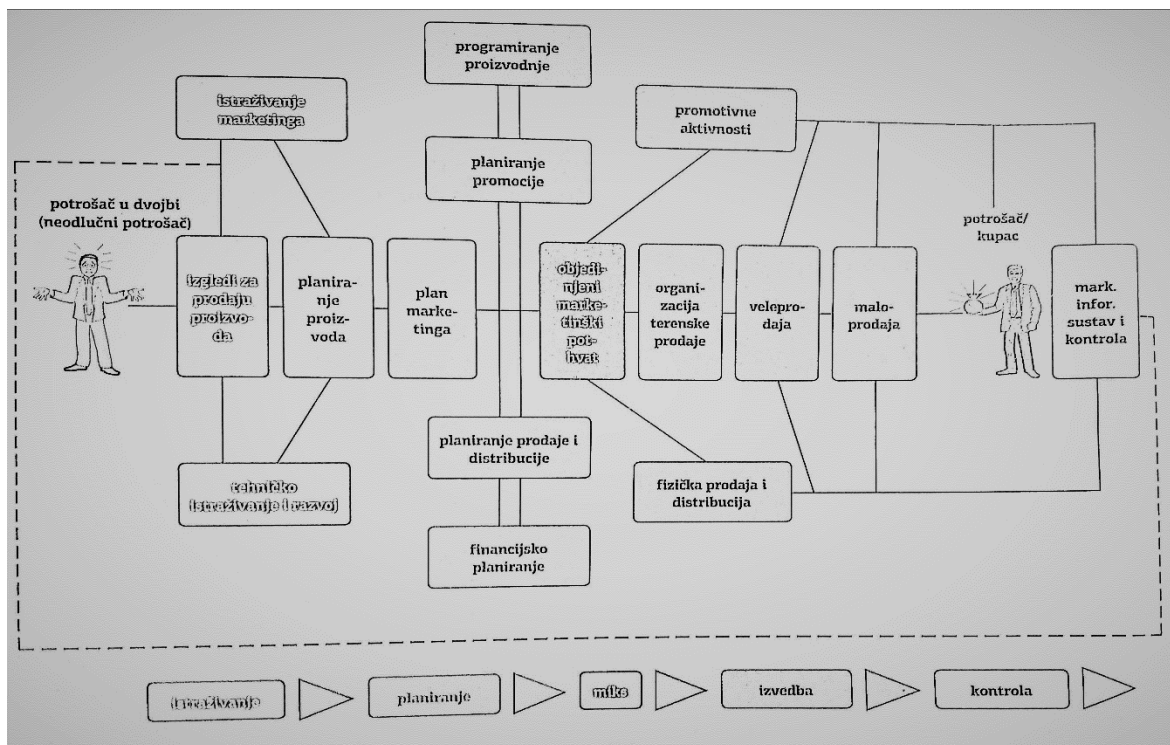 programiranje
proizvodnje
istraživanje
marketinga
promotivne
aktivnosti
planiranje
promocije
potrošač u dvojbi
(neodlučni potrošač)
potrošač/
kupac
izgledi za
prodaju
proizvo-
da
planira-
nje
proiz-
voda
plan
marke-
tinga
objedi-
njeni
marke-
tinški
pot-
hvat
organi-
zacija
terenske
prodaje
velepro-
daja
malo-
prodaja
mark.
infor.
sustav i
kontrola
planiranje prodaje i
distribucije
tehničko
istraživanje i razvoj
fizička prodaja i
distribucija
financijsko
planiranje
istraživanje
planiranje
miks
izvedba
kontrola